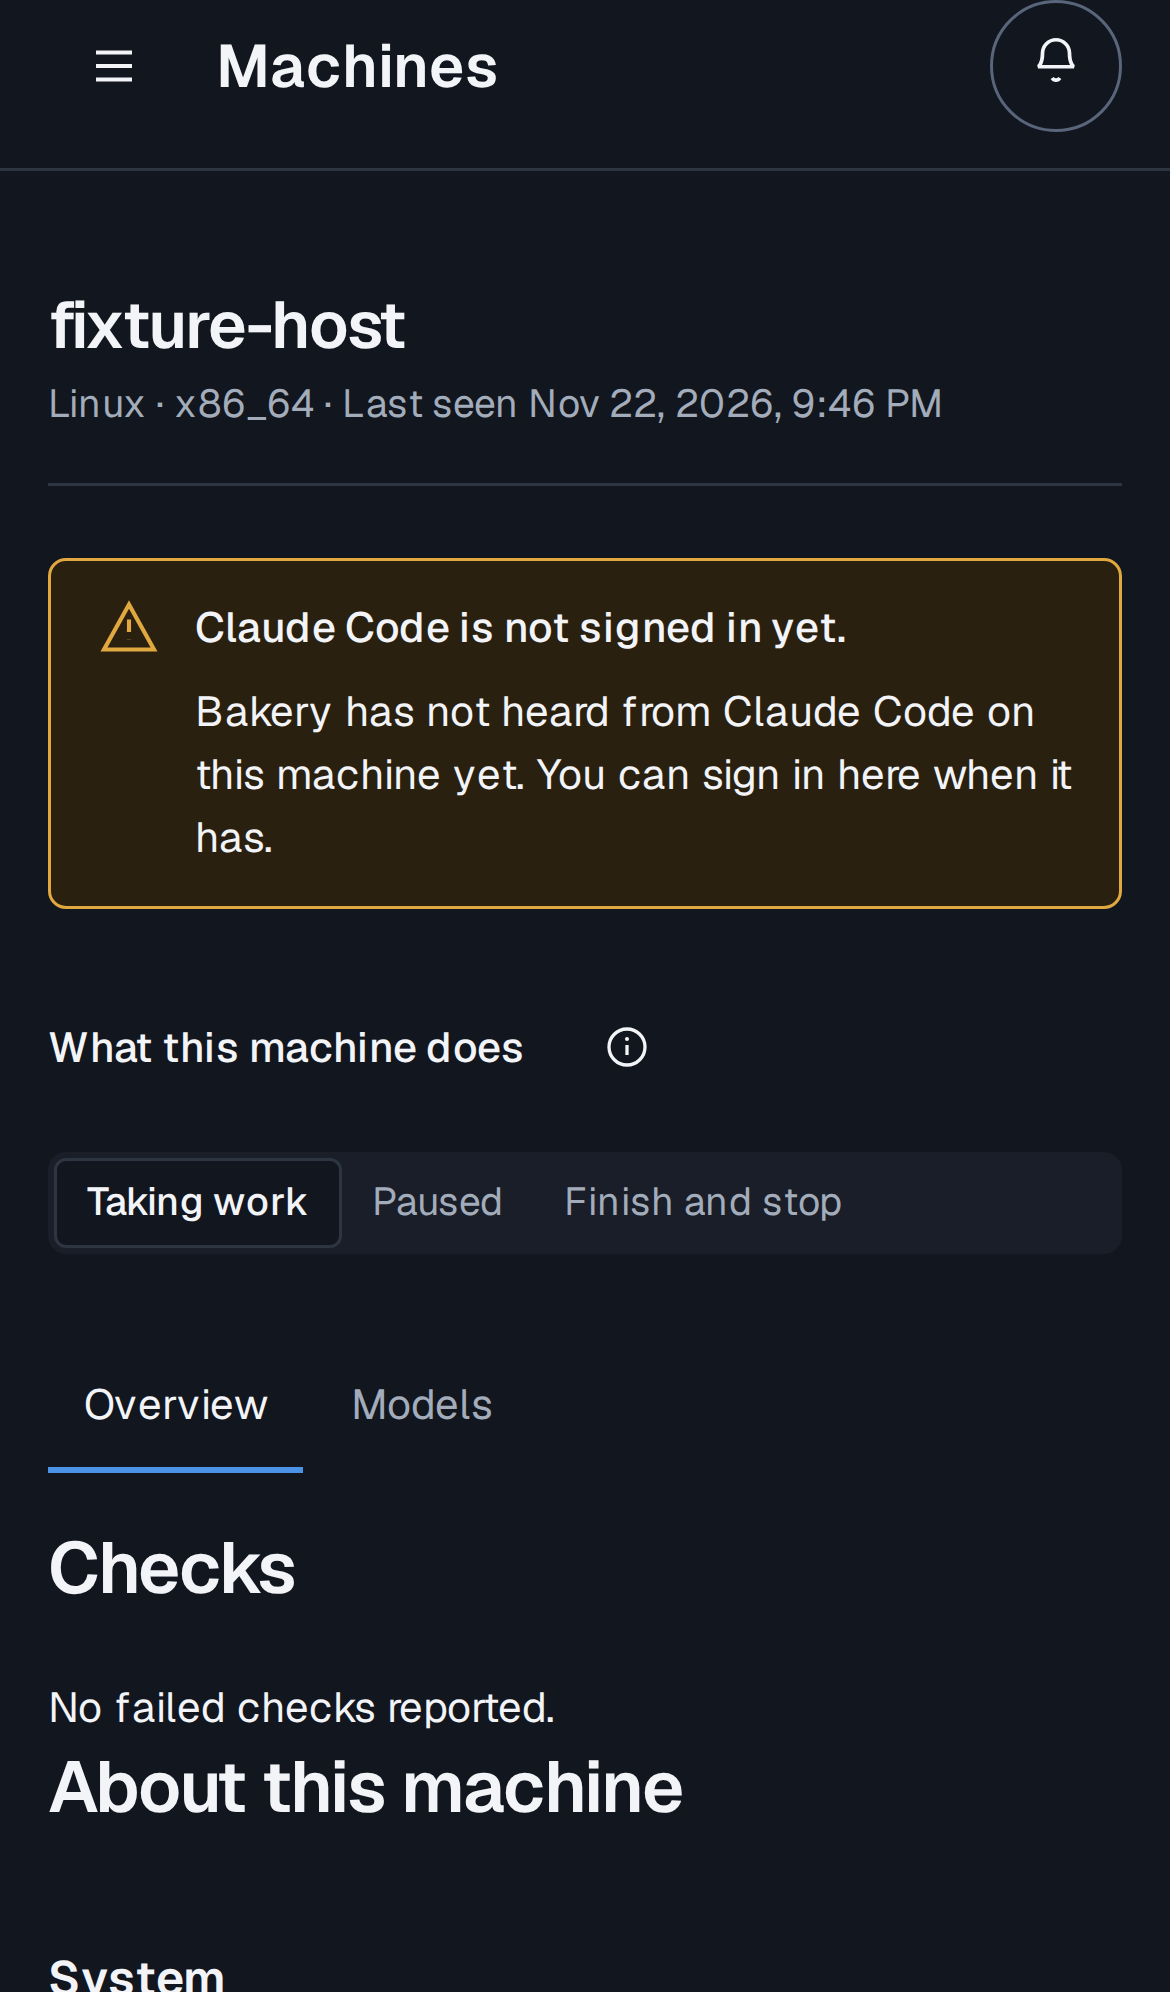 Machines
fixture-host
Linux · x86_64 · Last seen Nov 22, 2026, 9:46 PM
Claude Code is not signed in yet.
Bakery has not heard from Claude Code on
this machine yet. You can sign in here when it
has.
What this machine does
Taking work Paused Finish and stop
Overview Models
Checks
No failed checks reported.
About this machine
System